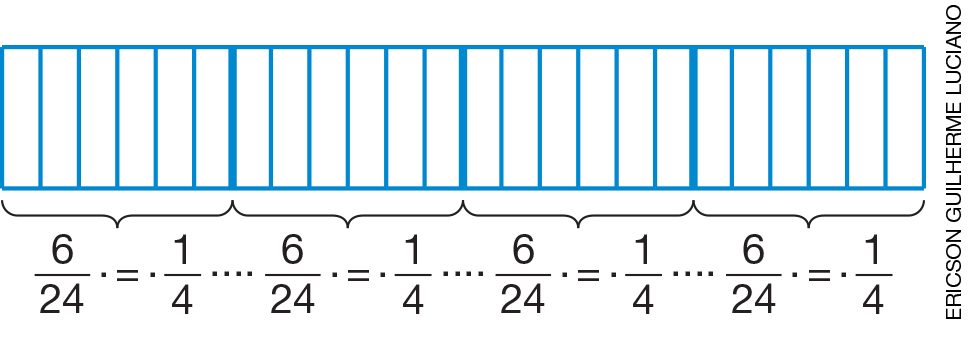 6/24 · = · 1/4 ···· 6/24 · = · 1/4 ···· 6/24 · = · 1/4 ···· 6/24 · = · 1/4
ERICSON GUILHERME LUCIANO